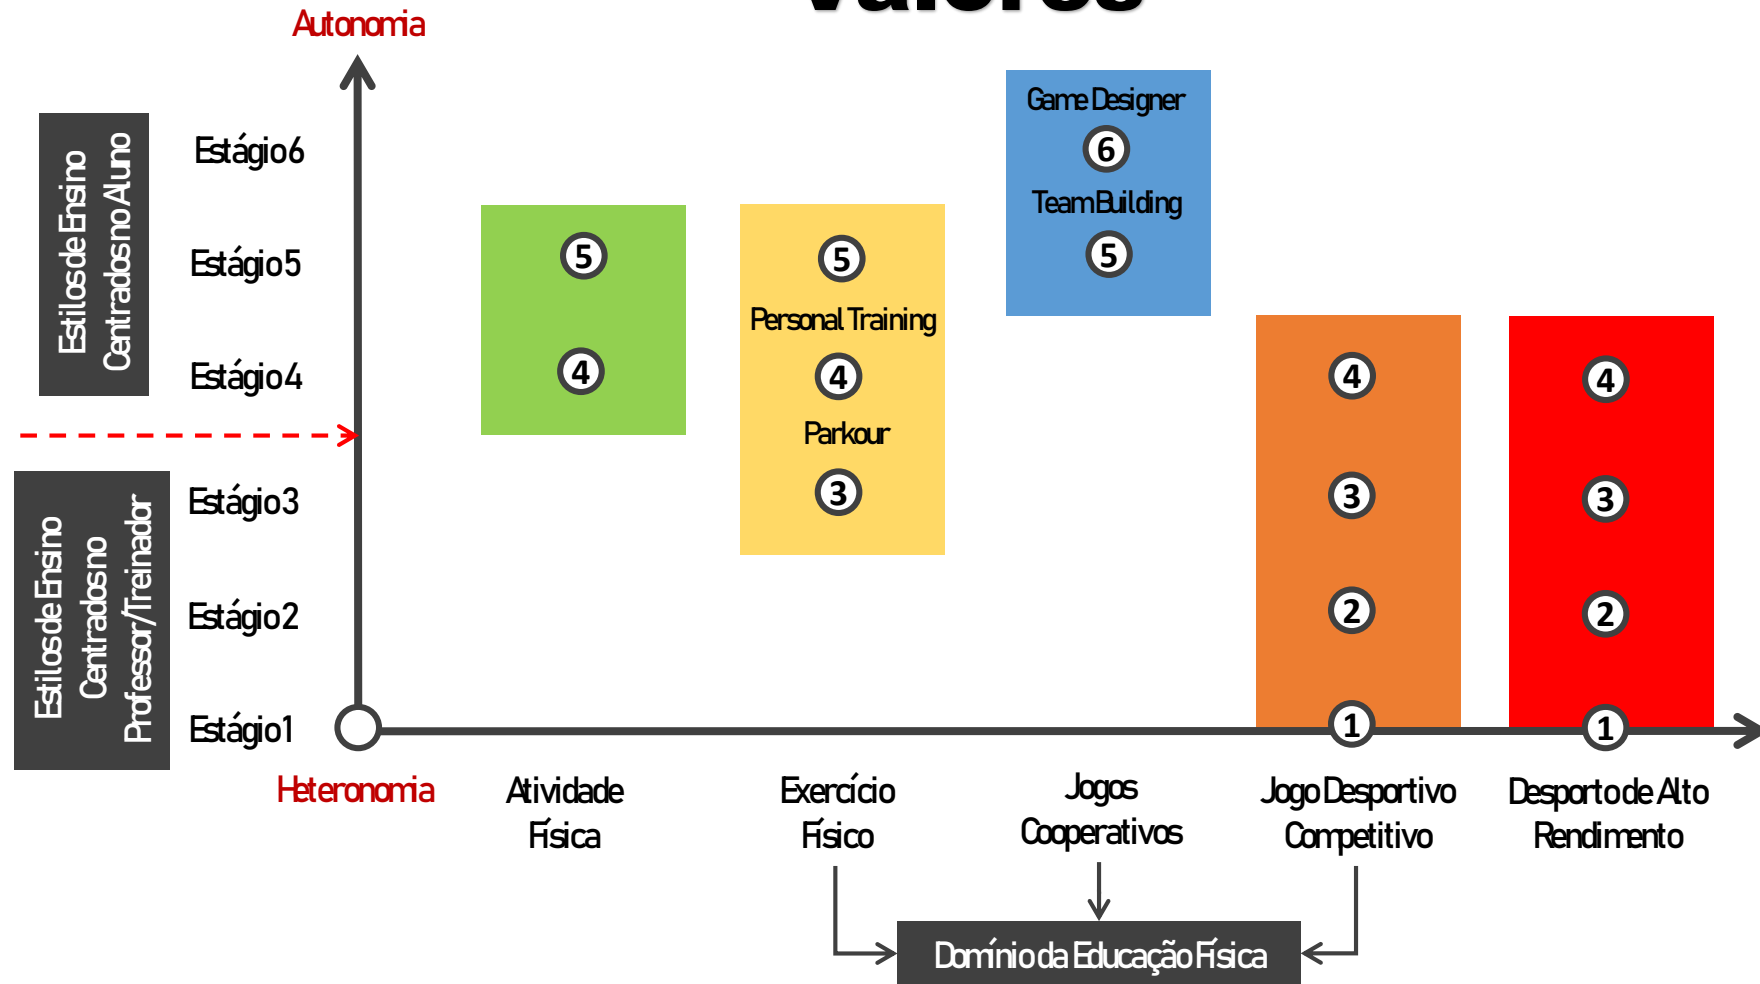 Valores
Autonomia
Estilos de Ensino
Centrados no Aluno
Estágio 6
Estágio 5
Estágio 4
Estilos de Ensino
Centrados no
Professor/Treinador
Estágio 3
Estágio 2
Estágio 1
5
4
5
Personal Training
4
Parkour
3
Game Designer
6
Team Building
5
4
3
2
1
4
3
2
1
Heteronomia
Atividade
Física
Exercício
Físico
Jogos
Cooperativos
Jogo Desportivo
Competitivo
Desporto de Alto
Rendimento
Domínio da Educação Física